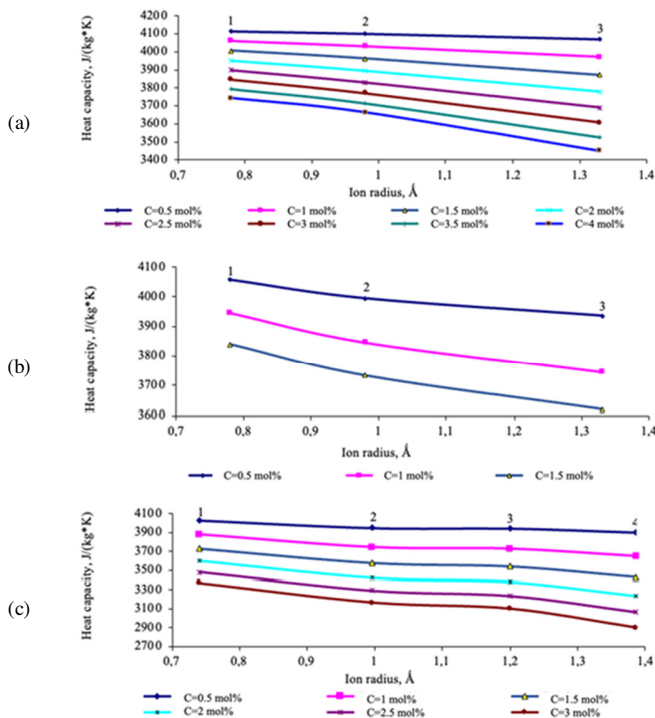 (a)
Heat capacity, J/(kg*K)
4200
4100
4000
3900
3800
3700
3600
3500
3400
1
2
3
0,7
0,8
0,9
1
1,1
1,2
1,3
1,4
Ion radius, Å
C=0.5 mol%
C=1 mol%
C=1.5 mol%
C=2 mol%
C=2.5 mol%
C=3 mol%
C=3.5 mol%
C=4 mol%
(b)
Heat capacity, J/(kg*K)
4100
4000
3900
3800
3700
3600
1
2
3
0,7
0,8
0,9
1
1,1
1,2
1,3
1,4
Ion radius, Å
C=0.5 mol%
C=1 mol%
C=1.5 mol%
(c)
Heat capacity, J/(kg*K)
4100
3900
3700
3500
3300
3100
2900
2700
1
2
3
4
0,7
0,8
0,9
1
1,1
1,2
1,3
1,4
Ion radius, Å
C=0.5 mol%
C=1 mol%
C=1.5 mol%
C=2 mol%
C=2.5 mol%
C=3 mol%